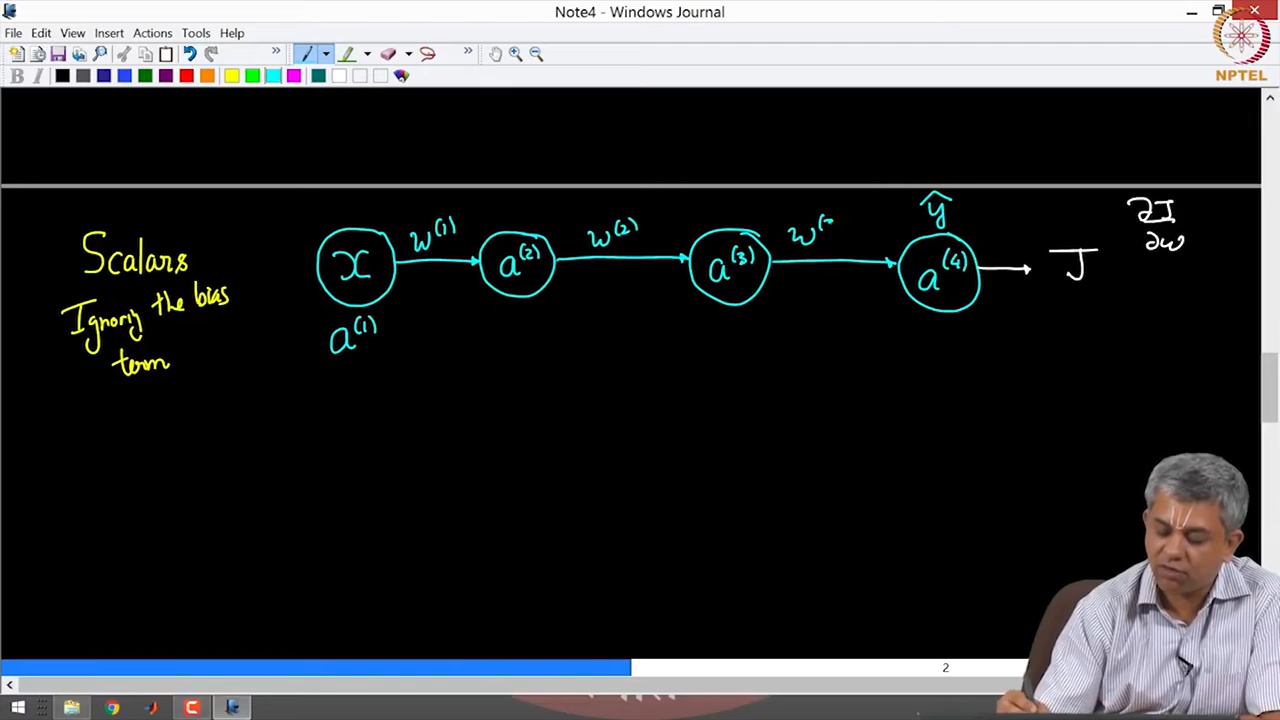 Note4 - Windows Journal
File Edit View Insert Actions Tools Help
B I
NPTEL
Scalars
Ignoring the bias
term
x
a^(1)
w^(1)
a^(2)
w^(2)
a^(3)
a^(4)
ŷ
J
∂J
∂w
2